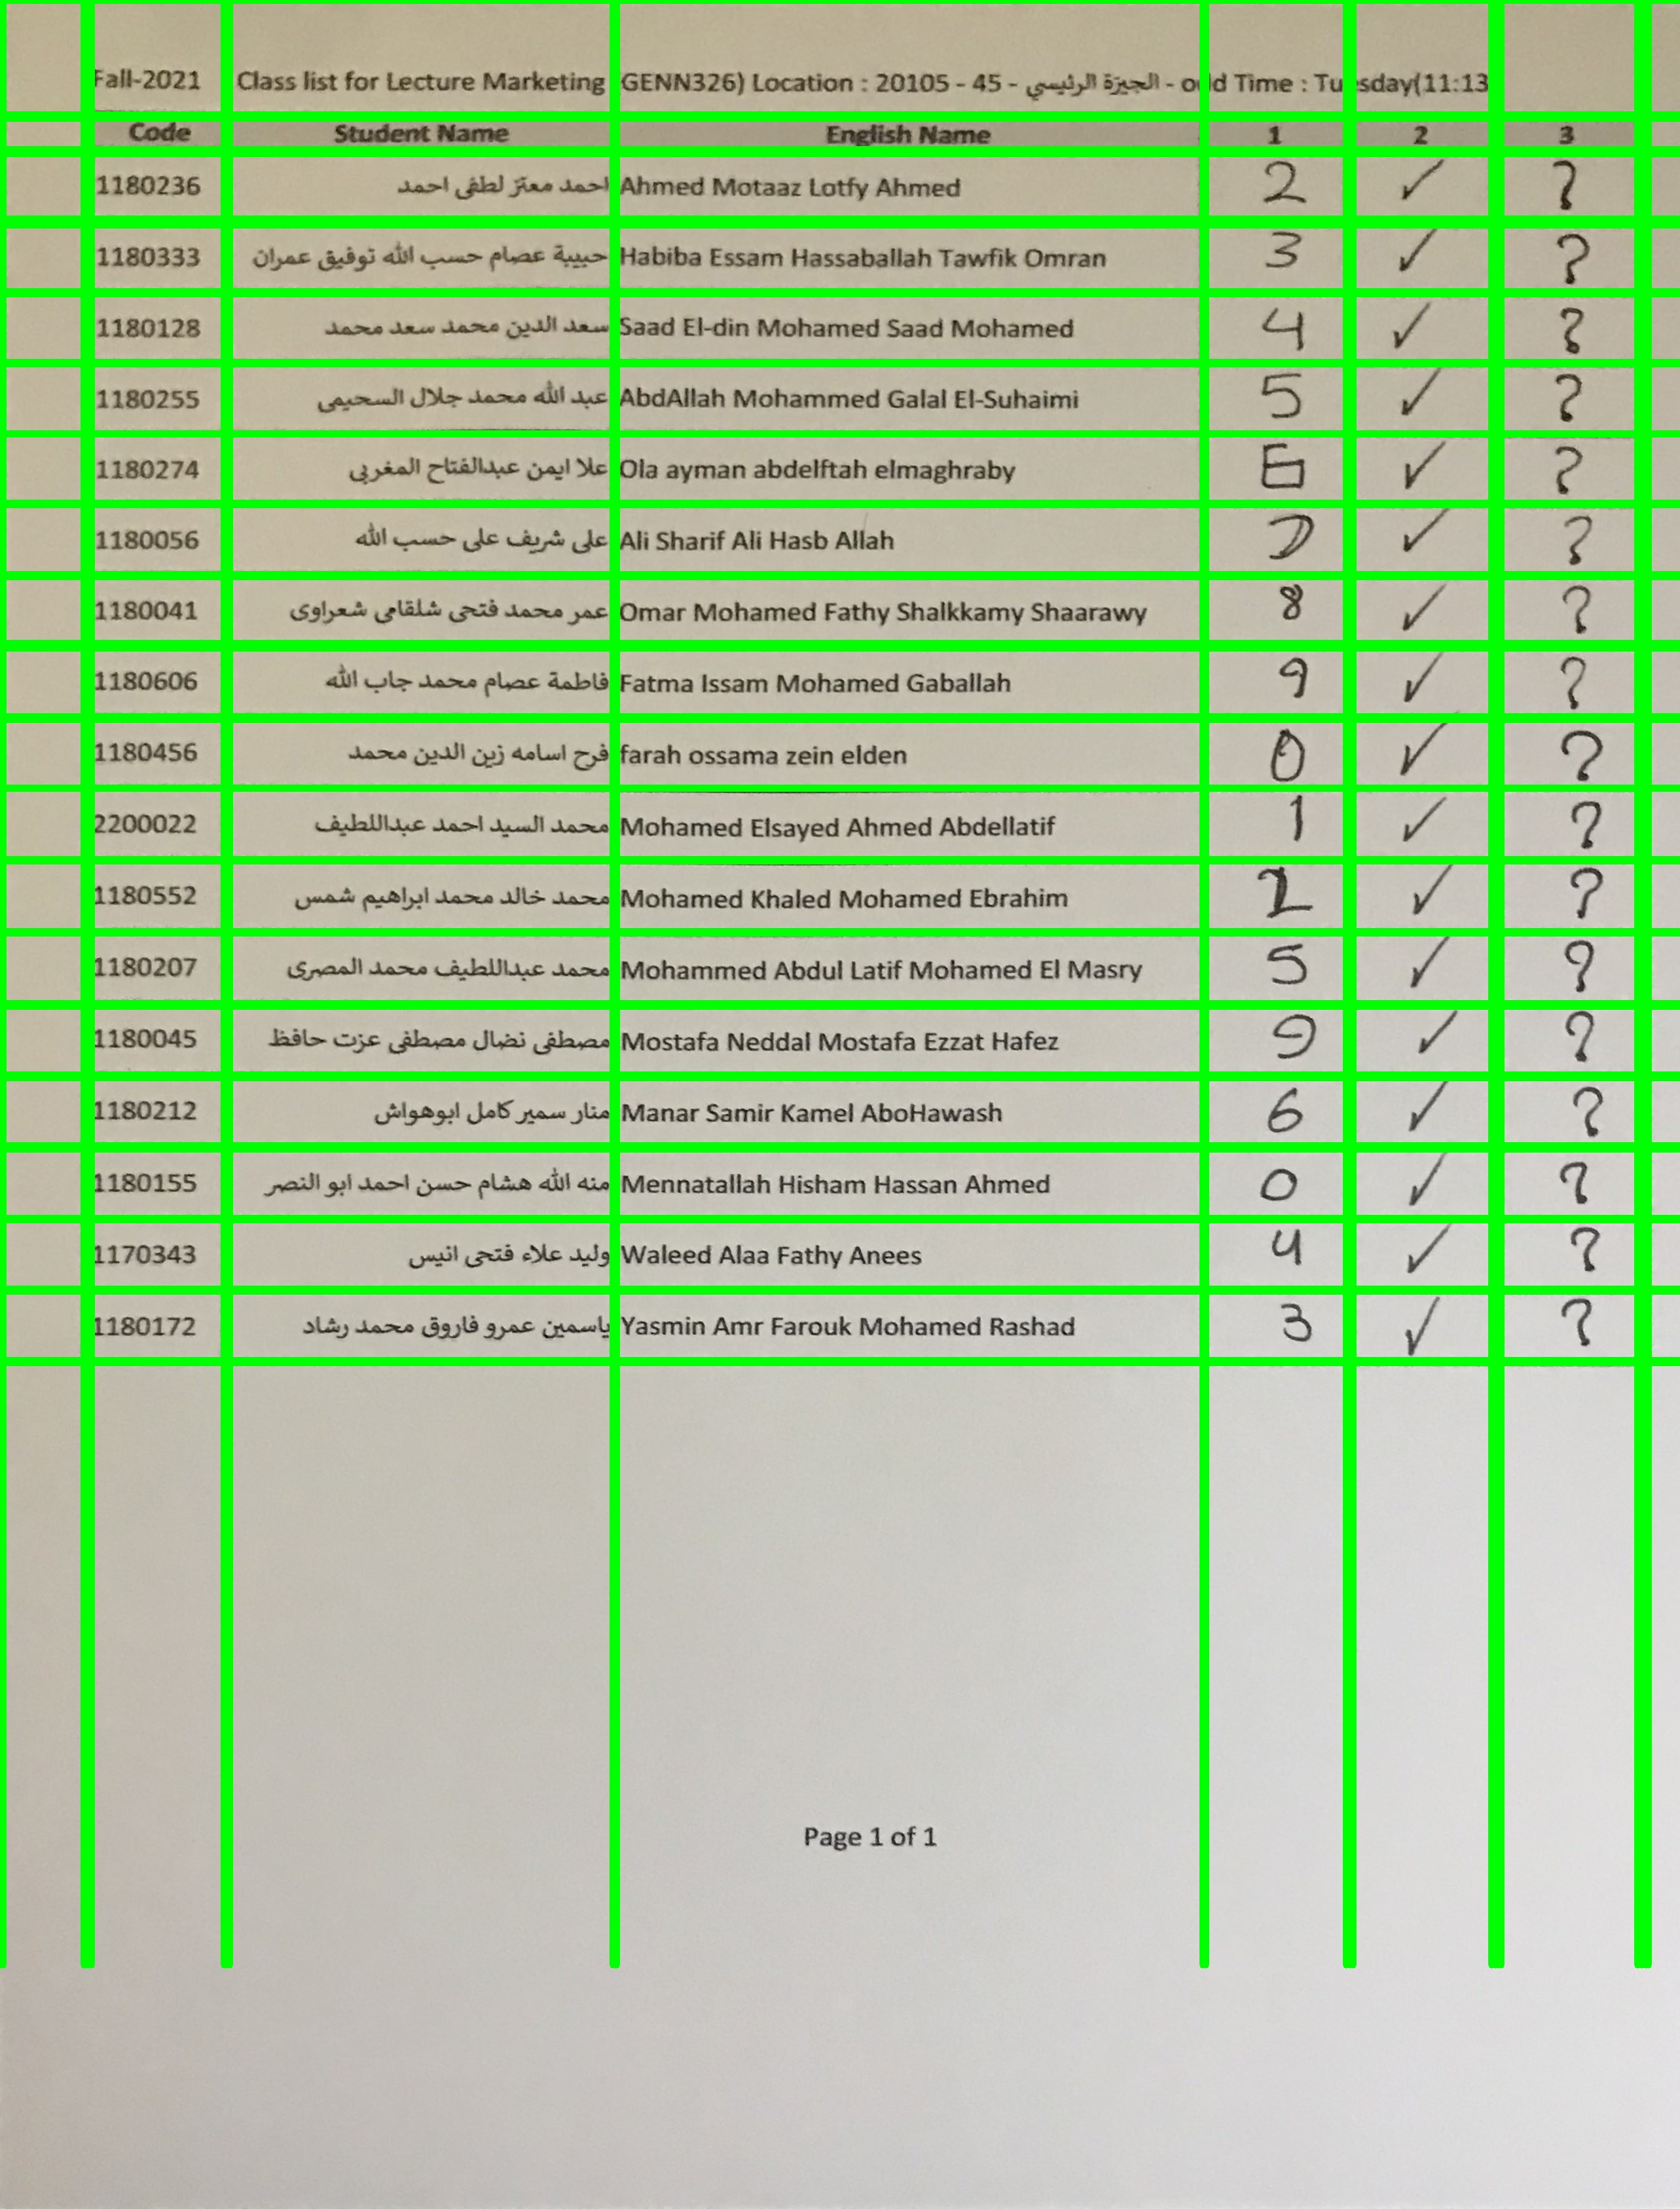 Fall-2021 Class list for Lecture Marketing GENN326) Location : 20105 - 45 - الجيزة الرئيسي - odd Time : Tuesday(11:13
Code Student Name English Name 1 2 3
1180236 احمد معتز لطفى احمد Ahmed Motaaz Lotfy Ahmed 2 ✓ ?
1180333 حبيبة عصام حسب الله توفيق عمران Habiba Essam Hassaballah Tawfik Omran 3 ✓ ?
1180128 سعد الدين محمد سعد محمد Saad El-din Mohamed Saad Mohamed 4 ✓ ?
1180255 عبد الله محمد جلال السحيمى AbdAllah Mohammed Galal El-Suhaimi 5 ✓ ?
1180274 علا ايمن عبدالفتاح المغربى Ola ayman abdelftah elmaghraby 6 ✓ ?
1180056 على شريف على حسب الله Ali Sharif Ali Hasb Allah 7 ✓ ?
1180041 عمر محمد فتحى شلقامى شعراوى Omar Mohamed Fathy Shalkkamy Shaarawy 8 ✓ ?
1180606 فاطمة عصام محمد جاب الله Fatma Issam Mohamed Gaballah 9 ✓ ?
1180456 فرح اسامه زين الدين محمد farah ossama zein elden 0 ✓ ?
2200022 محمد السيد احمد عبداللطيف Mohamed Elsayed Ahmed Abdellatif 1 ✓ ?
1180552 محمد خالد محمد ابراهيم شمس Mohamed Khaled Mohamed Ebrahim 2 ✓ ?
1180207 محمد عبداللطيف محمد المصرى Mohammed Abdul Latif Mohamed El Masry 5 ✓ ?
1180045 مصطفى نضال مصطفى عزت حافظ Mostafa Neddal Mostafa Ezzat Hafez 9 ✓ ?
1180212 منار سمير كامل ابوهواش Manar Samir Kamel AboHawash 6 ✓ ?
1180155 منه الله هشام حسن احمد ابو النصر Mennatallah Hisham Hassan Ahmed 0 ✓ ?
1170343 وليد علاء فتحى انيس Waleed Alaa Fathy Anees 4 ✓ ?
1180172 ياسمين عمرو فاروق محمد رشاد Yasmin Amr Farouk Mohamed Rashad 3 ✓ ?
Page 1 of 1